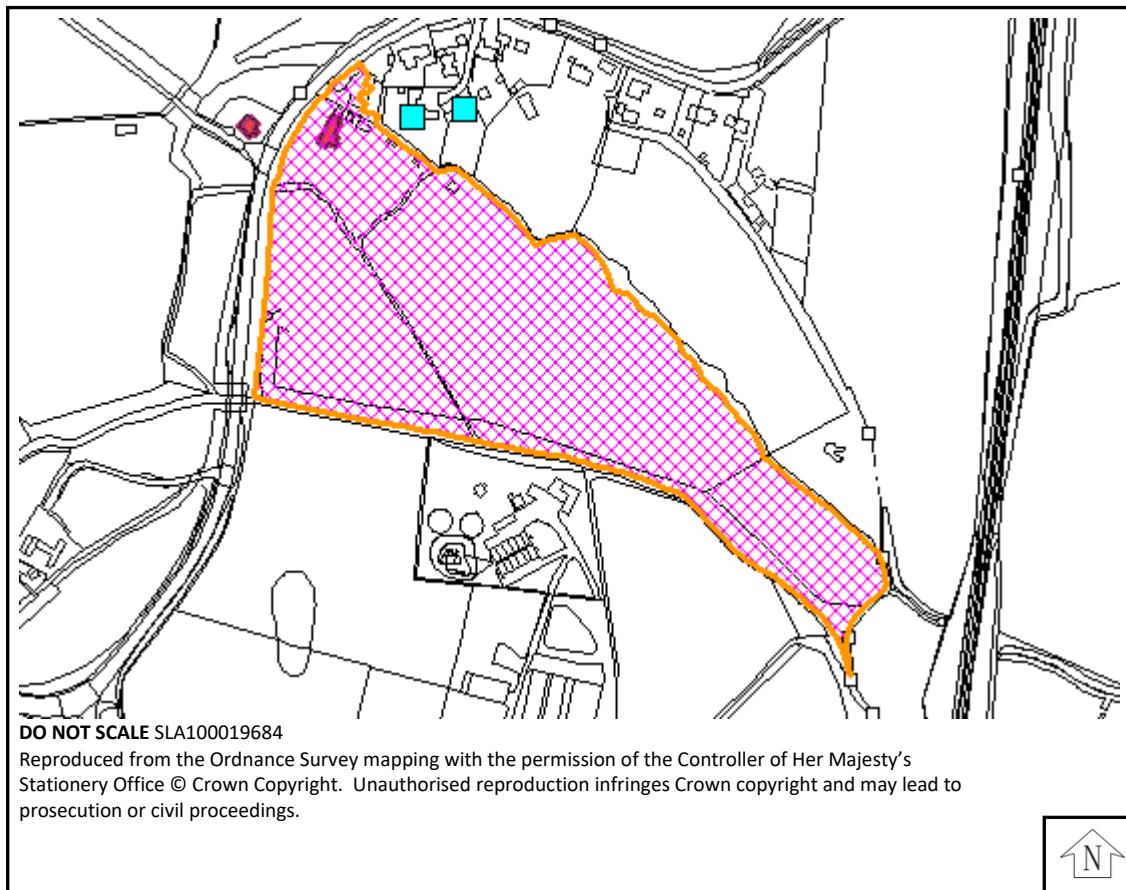 DO NOT SCALE SLA100019684
Reproduced from the Ordnance Survey mapping with the permission of the Controller of Her Majesty's
Stationery Office © Crown Copyright.  Unauthorised reproduction infringes Crown copyright and may lead to
prosecution or civil proceedings.
N